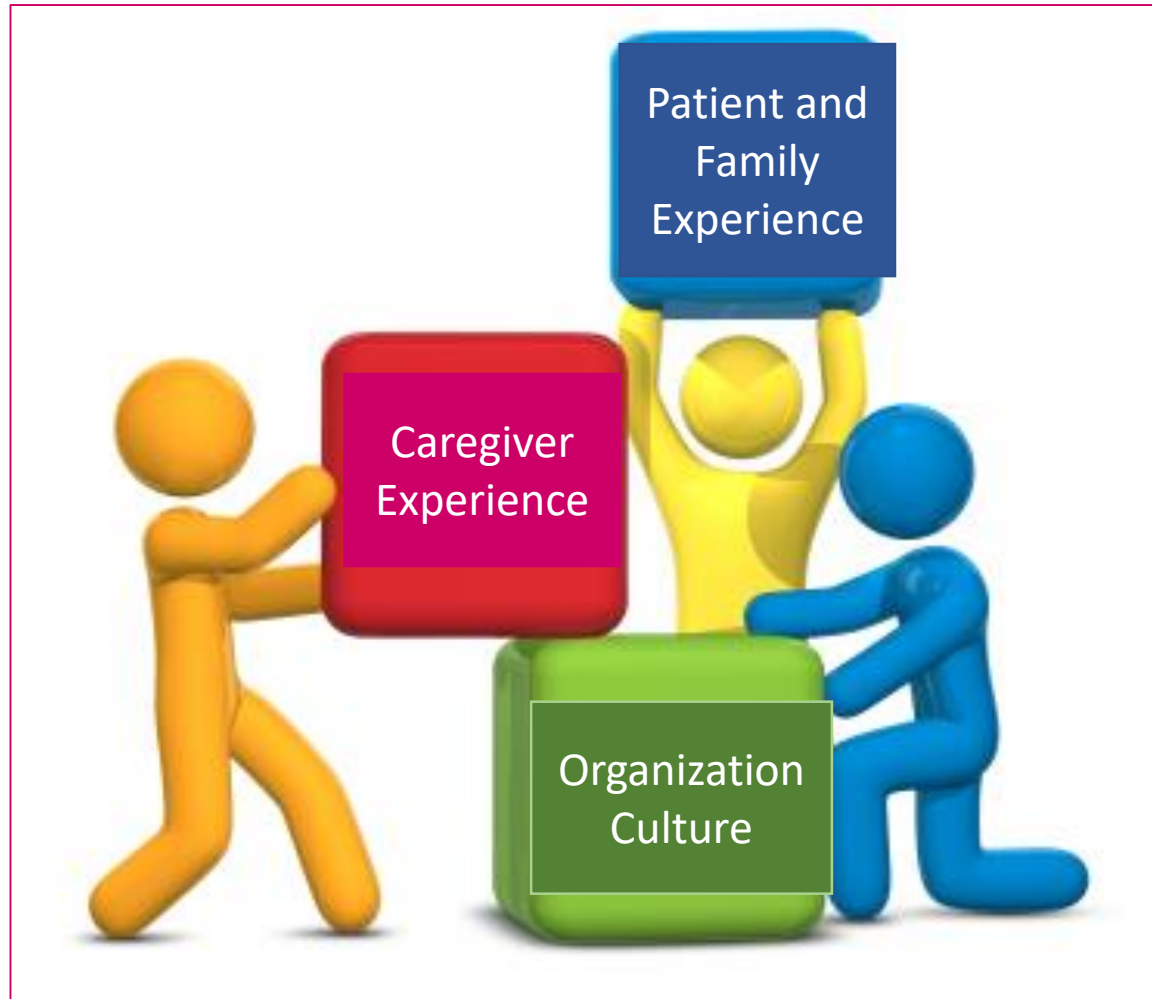 Patient and
Family
Experience
Caregiver
Experience
Organization
Culture